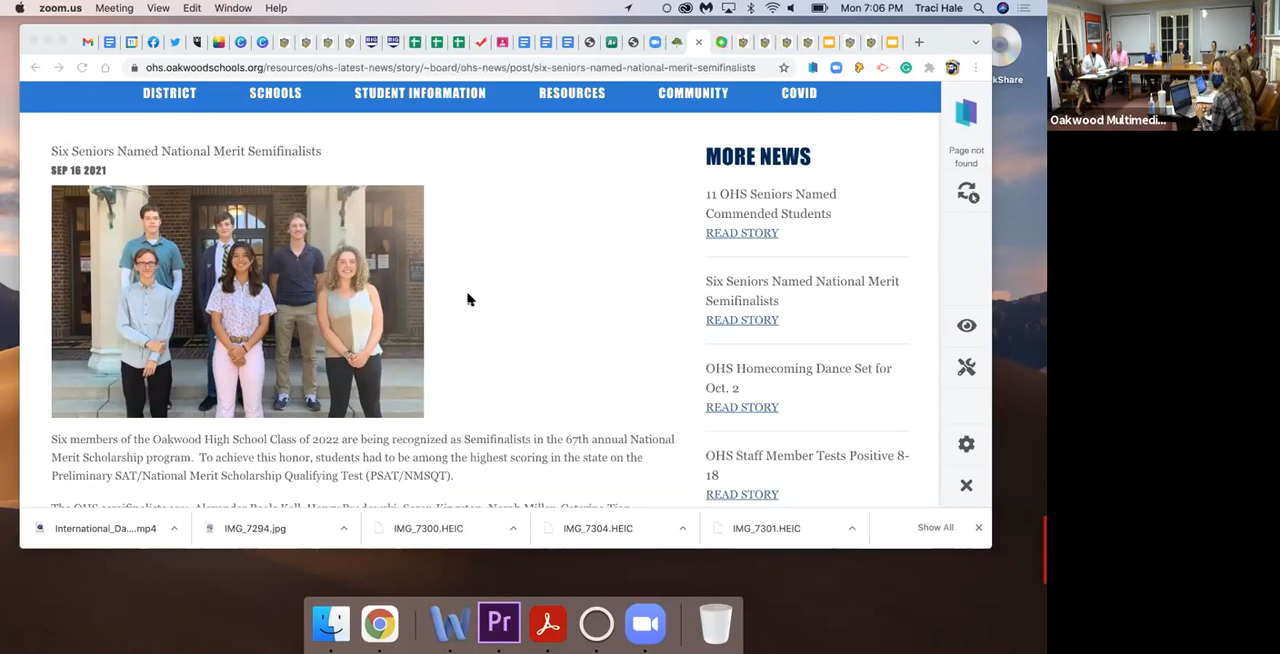 zoom.us Meeting View Edit Window Help
Mon 7:06 PM Traci Hale
ohs.oakwoodschools.org/resources/ohs-latest-news/story/~board/ohs-news/post/six-seniors-named-national-merit-semifinalists
DISTRICT SCHOOLS STUDENT INFORMATION RESOURCES COMMUNITY COVID
Six Seniors Named National Merit Semifinalists
SEP 16 2021
Six members of the Oakwood High School Class of 2022 are being recognized as Semifinalists in the 67th annual National
Merit Scholarship program. To achieve this honor, students had to be among the highest scoring in the state on the
Preliminary SAT/National Merit Scholarship Qualifying Test (PSAT/NMSQT).
MORE NEWS
11 OHS Seniors Named
Commended Students
READ STORY
Six Seniors Named National Merit
Semifinalists
READ STORY
OHS Homecoming Dance Set for
Oct. 2
READ STORY
OHS Staff Member Tests Positive 8-
18
READ STORY
Page not
found
kShare
Oakwood Multimedi...
International_Da....mp4
IMG_7294.jpg
IMG_7300.HEIC
IMG_7304.HEIC
IMG_7301.HEIC
Show All
W
Pr